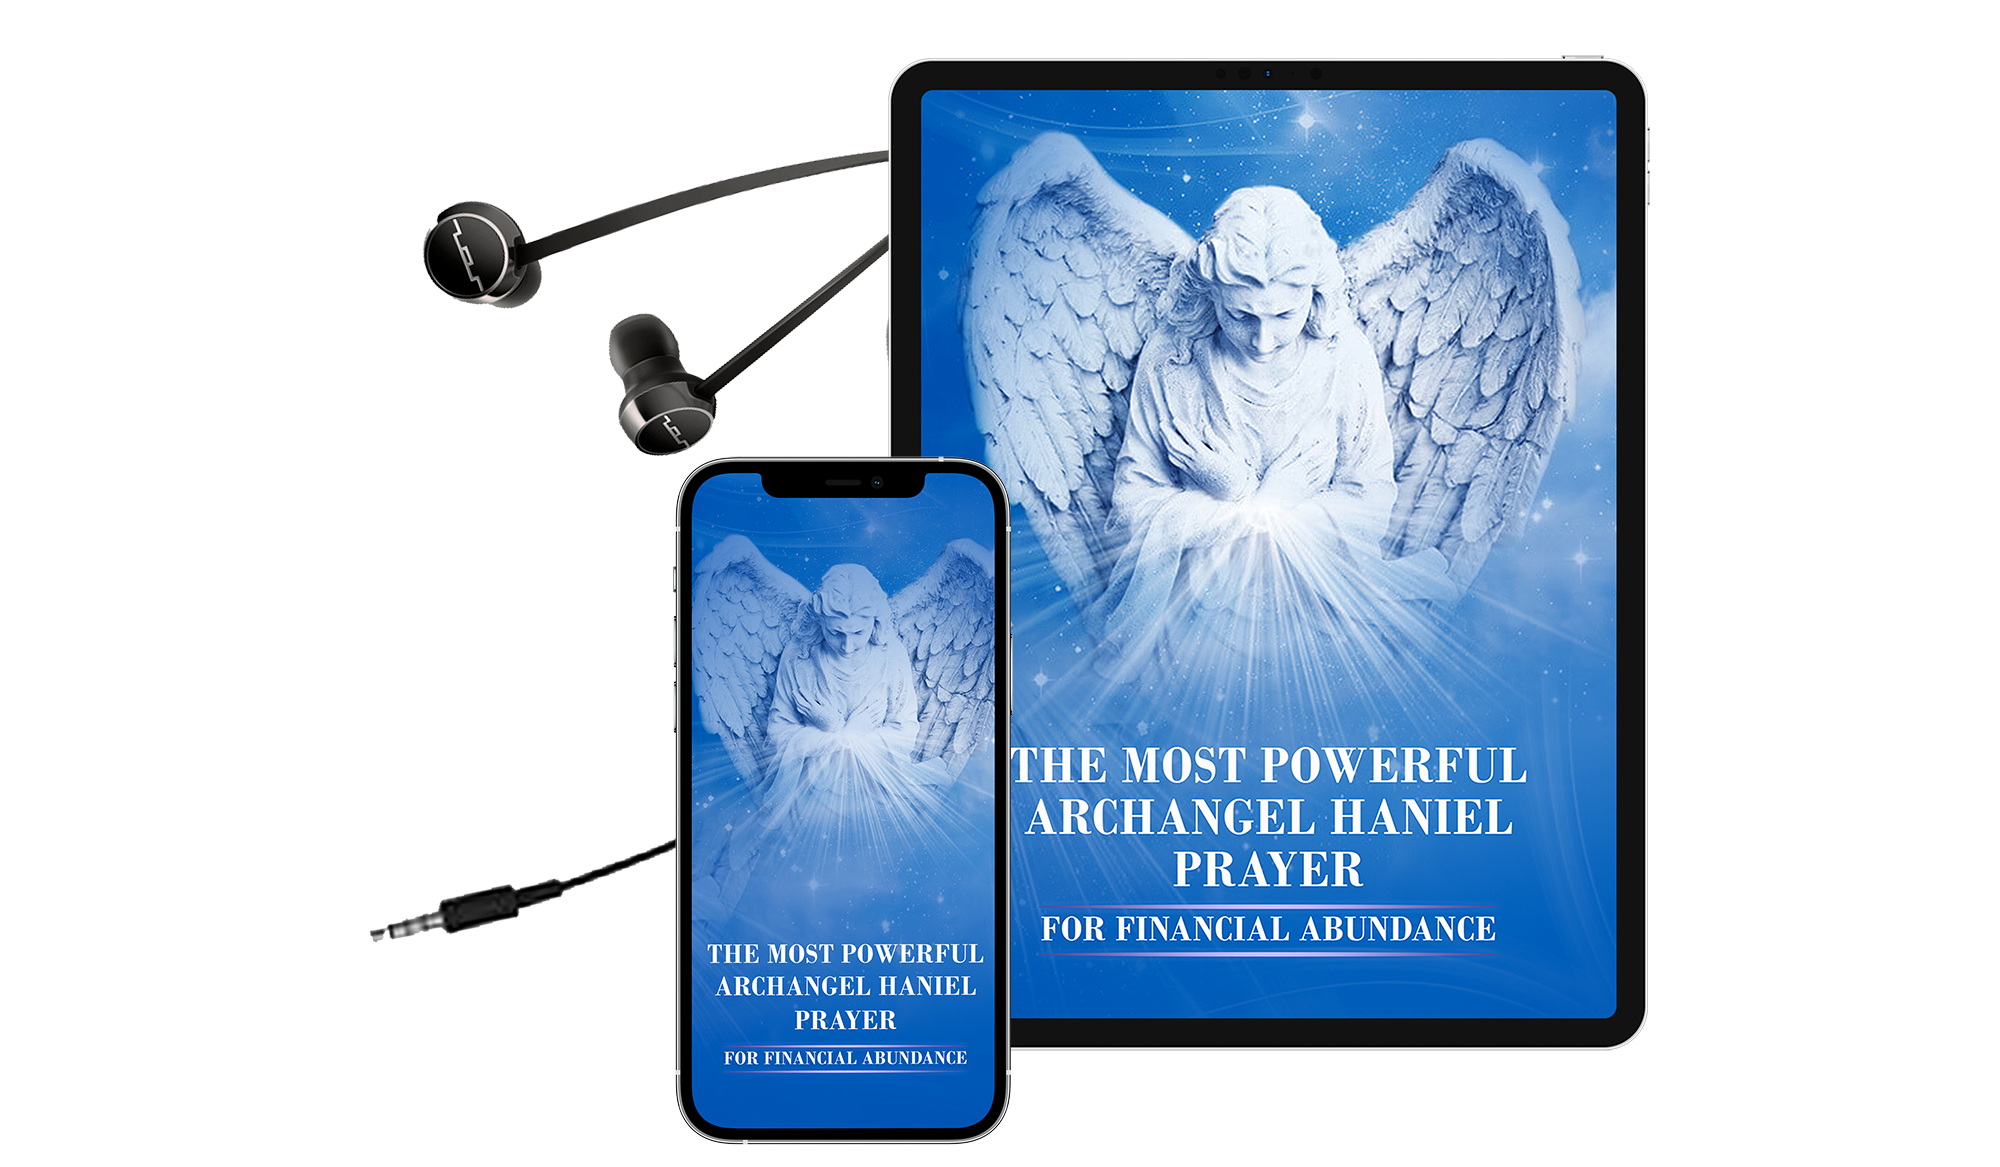 THE MOST POWERFUL
ARCHANGEL HANIEL
PRAYER
FOR FINANCIAL ABUNDANCE
THE MOST POWERFUL
ARCHANGEL HANIEL
PRAYER
FOR FINANCIAL ABUNDANCE